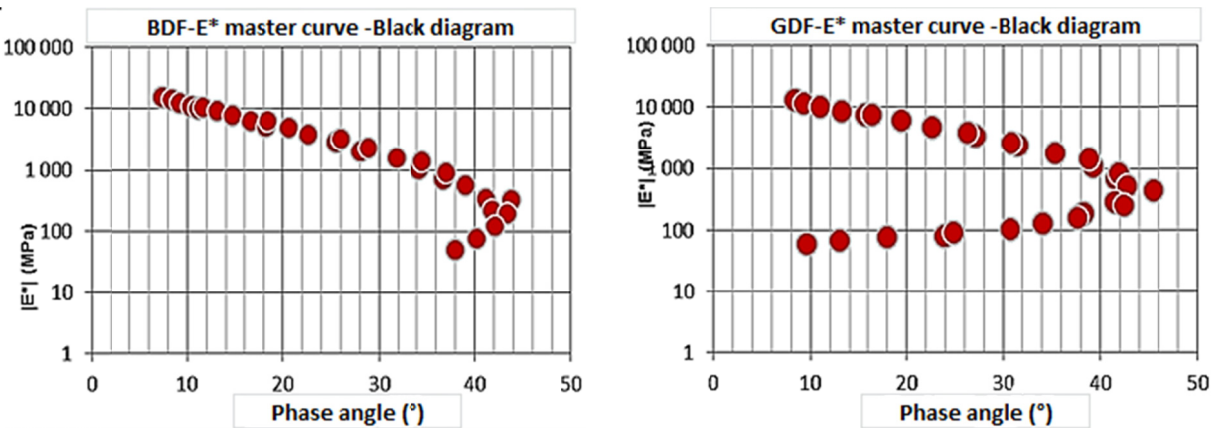 BDF-E* master curve -Black diagram
100 000
10 000
1 000
100
10
1
|E*| (MPa)
0 10 20 30 40 50
Phase angle (°)
GDF-E* master curve -Black diagram
100 000
10 000
1 000
100
10
1
|E*| (MPa)
0 10 20 30 40 50
Phase angle (°)